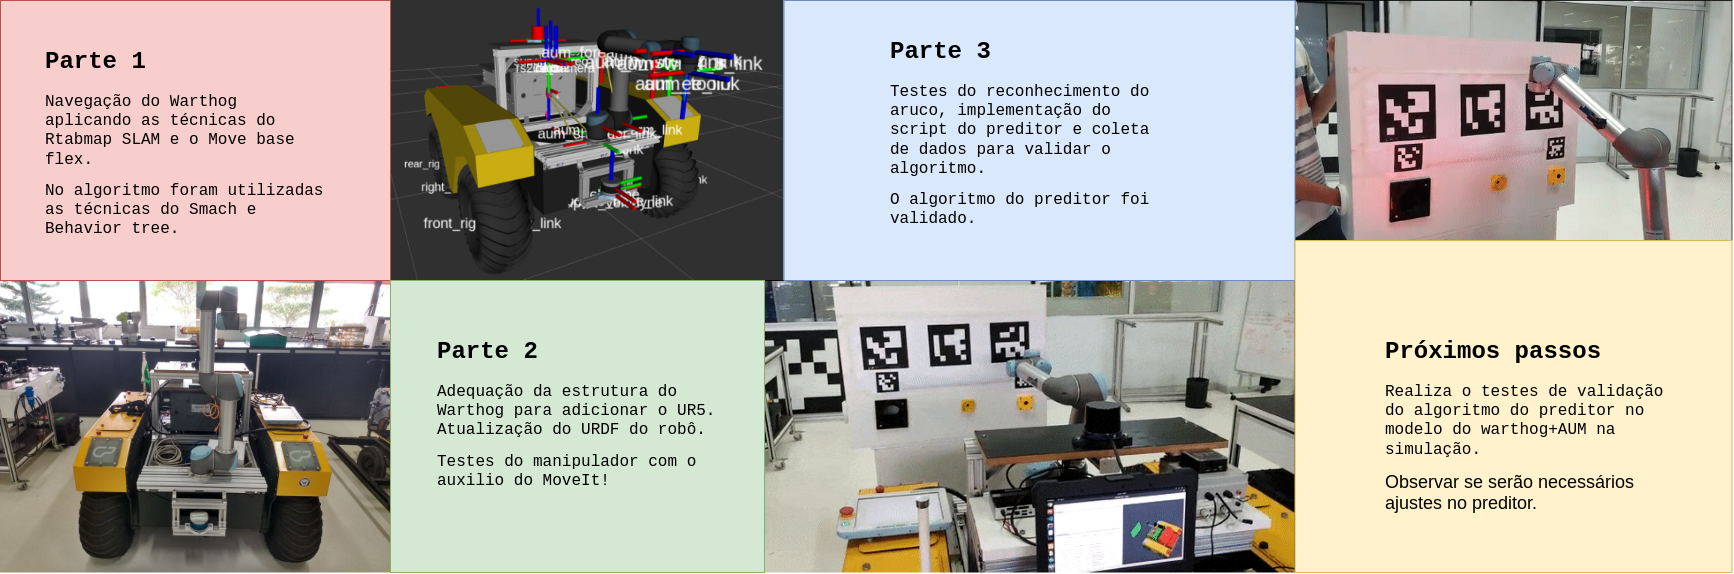 Parte 1
Navegação do Warthog
aplicando as técnicas do
Rtabmap SLAM e o Move base
flex.
No algoritmo foram utilizadas
as técnicas do Smach e
Behavior tree.
rear_rig
right_
front_rig
_link
Parte 2
Adequação da estrutura do
Warthog para adicionar o UR5.
Atualização do URDF do robô.
Testes do manipulador com o
auxilio do MoveIt!
Parte 3
Testes do reconhecimento do
aruco, implementação do
script do preditor e coleta
de dados para validar o
algoritmo.
O algoritmo do preditor foi
validado.
Próximos passos
Realiza o testes de validação
do algoritmo do preditor no
modelo do warthog+AUM na
simulação.
Observar se serão necessários
ajustes no preditor.